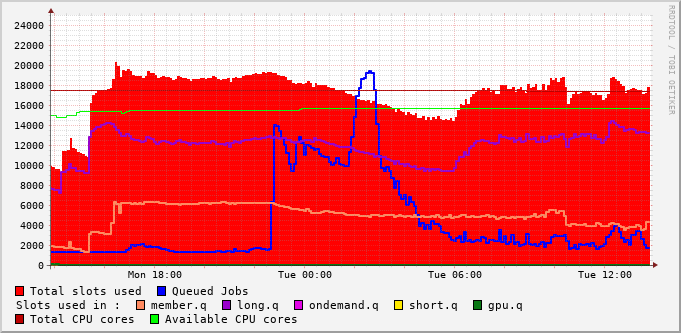 RRDTOOL / TOBI OETIKER
24000
22000
20000
18000
16000
14000
12000
10000
8000
6000
4000
2000
0
Mon 18:00 Tue 00:00 Tue 06:00 Tue 12:00
Total slots used Queued Jobs
Slots used in : member.q long.q ondemand.q short.q gpu.q
Total CPU cores Available CPU cores